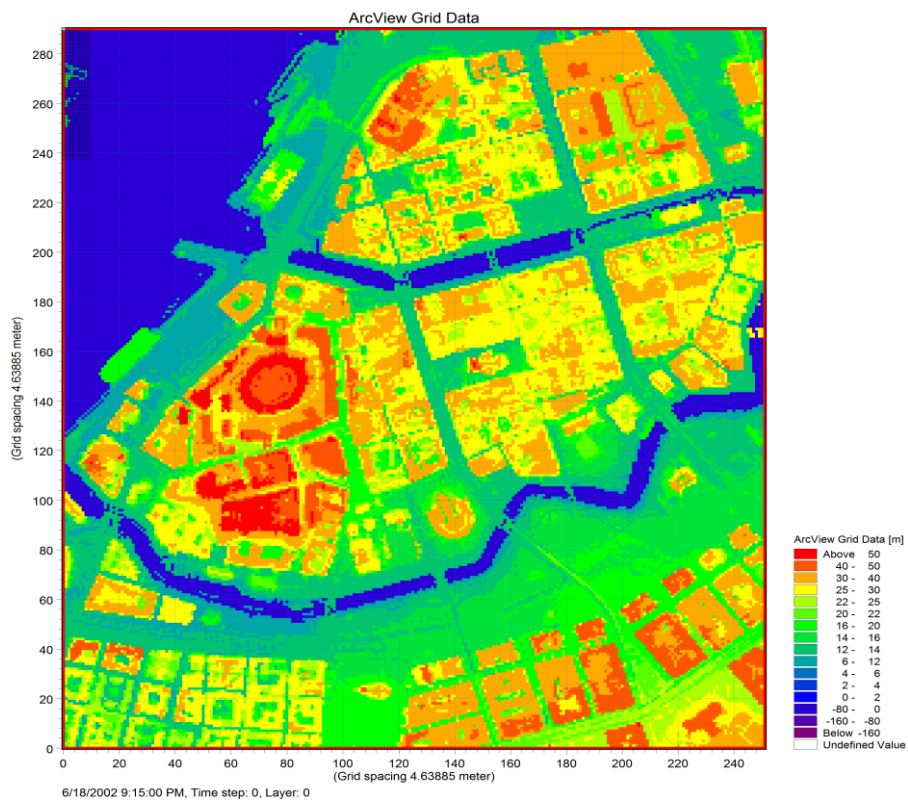 ArcView Grid Data
280
260
240
220
200
180
160
140
120
100
80
60
40
20
0
(Grid spacing 4.63885 meter)
0 20 40 60 80 100 120 140 160 180 200 220 240
(Grid spacing 4.63885 meter)
6/18/2002 9:15:00 PM, Time step: 0, Layer: 0
ArcView Grid Data [m]
Above 50
40 - 50
30 - 40
25 - 30
22 - 25
20 - 22
16 - 20
14 - 16
12 - 14
6 - 12
4 - 6
2 - 4
0 - 2
-80 - 0
-160 - -80
Below -160
Undefined Value